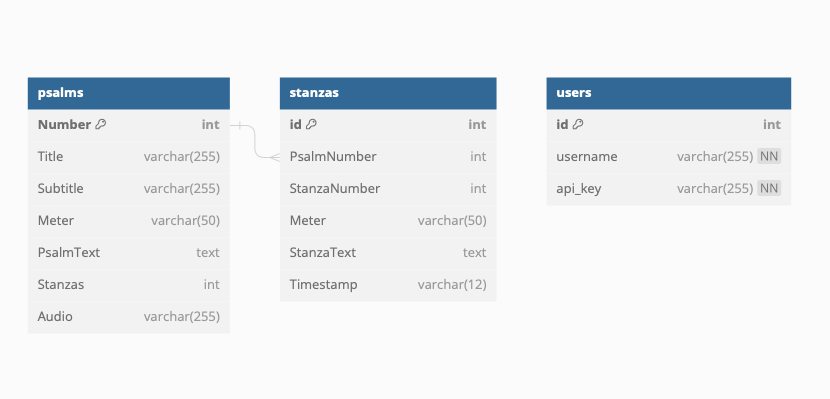 psalms
Number int
Title varchar(255)
Subtitle varchar(255)
Meter varchar(50)
PsalmText text
Stanzas int
Audio varchar(255)
stanzas
id int
PsalmNumber int
StanzaNumber int
Meter varchar(50)
StanzaText text
Timestamp varchar(12)
users
id int
username varchar(255) NN
api_key varchar(255) NN